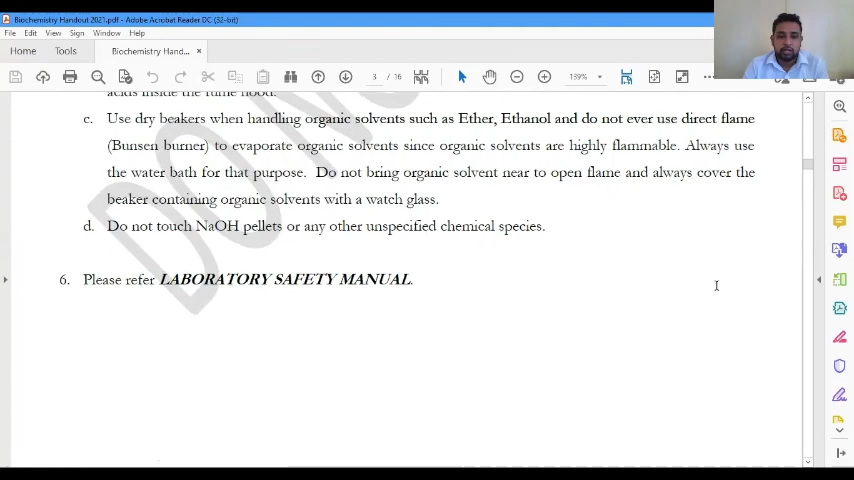 Biochemistry Handout 2021.pdf - Adobe Acrobat Reader DC (32-bit)
File Edit View Sign Window Help
Home Tools Biochemistry Hand... ×
3 / 16 139%
acids inside the fume hood.
c. Use dry beakers when handling organic solvents such as Ether, Ethanol and do not ever use direct flame
(Bunsen burner) to evaporate organic solvents since organic solvents are highly flammable. Always use
the water bath for that purpose. Do not bring organic solvent near to open flame and always cover the
beaker containing organic solvents with a watch glass.
d. Do not touch NaOH pellets or any other unspecified chemical species.
6. Please refer LABORATORY SAFETY MANUAL.